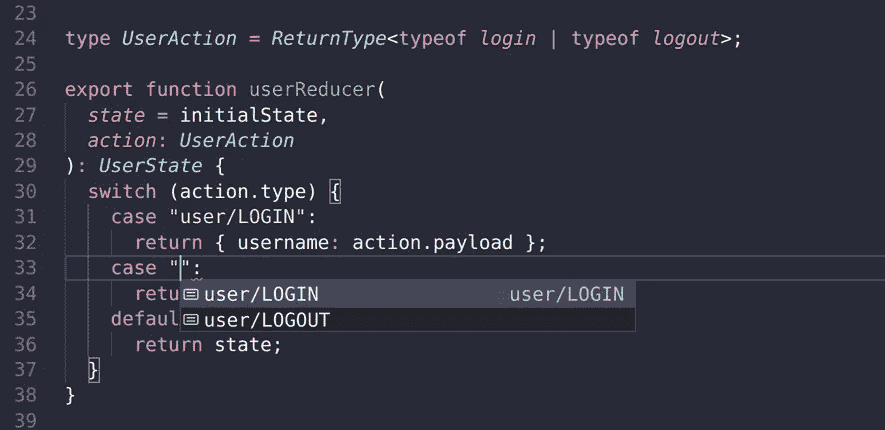 23
24 type UserAction = ReturnType<typeof login | typeof logout>;
25
26 export function userReducer(
27 state = initialState,
28 action: UserAction
29 ): UserState {
30 switch (action.type) {
31 case "user/LOGIN":
32 return { username: action.payload };
33 case "":
34 retu user/LOGIN user/LOGIN
35 defaul user/LOGOUT
36 return state;
37 }
38 }
39